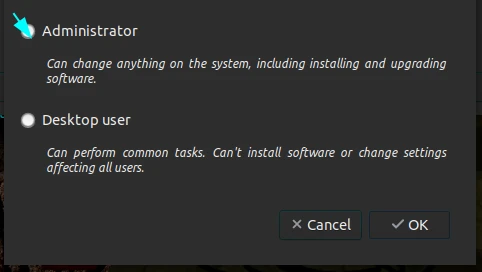 Administrator
Can change anything on the system, including installing and upgrading
software.
Desktop user
Can perform common tasks. Can't install software or change settings
affecting all users.
Cancel OK